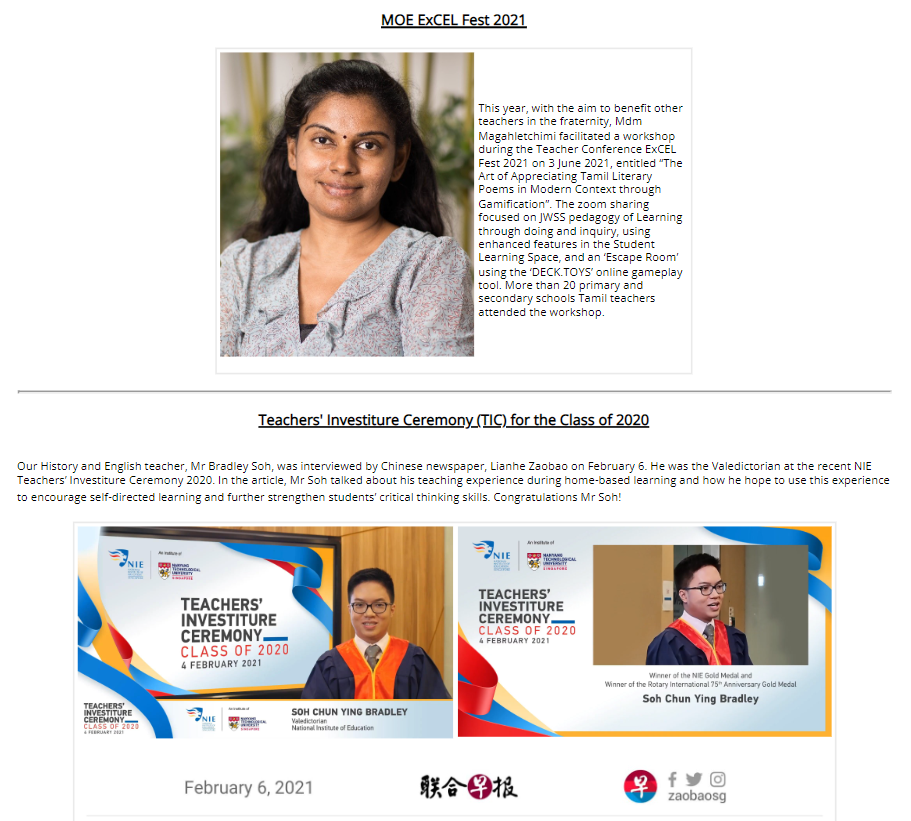 MOE ExCEL Fest 2021
This year, with the aim to benefit other
teachers in the fraternity, Mdm
Magahletchimi facilitated a workshop
during the Teacher Conference ExCEL
Fest 2021 on 3 June 2021, entitled “The
Art of Appreciating Tamil Literary
Poems in Modern Context through
Gamification”. The zoom sharing
focused on JWSS pedagogy of Learning
through doing and inquiry, using
enhanced features in the Student
Learning Space, and an ‘Escape Room’
using the ‘DECK.TOYS’ online gameplay
tool. More than 20 primary and
secondary schools Tamil teachers
attended the workshop.
Teachers' Investiture Ceremony (TIC) for the Class of 2020
Our History and English teacher, Mr Bradley Soh, was interviewed by Chinese newspaper, Lianhe Zaobao on February 6. He was the Valedictorian at the recent NIE
Teachers’ Investiture Ceremony 2020. In the article, Mr Soh talked about his teaching experience during home-based learning and how he hope to use this experience
to encourage self-directed learning and further strengthen students’ critical thinking skills. Congratulations Mr Soh!
NIE
An Institute of
NANYANG
TECHNOLOGICAL
UNIVERSITY
SINGAPORE
TEACHERS’
INVESTITURE
CEREMONY
CLASS OF 2020
4 FEBRUARY 2021
TEACHERS’
INVESTITURE
CEREMONY
CLASS OF 2020
4 FEBRUARY 2021
NIE
An Institute of
NANYANG
TECHNOLOGICAL
UNIVERSITY
SOH CHUN YING BRADLEY
Valedictorian
National Institute of Education
NIE
An Institute of
NANYANG
TECHNOLOGICAL
UNIVERSITY
SINGAPORE
TEACHERS’
INVESTITURE
CEREMONY
CLASS OF 2020
4 FEBRUARY 2021
Winner of the NIE Gold Medal and
Winner of the Rotary International 75th Anniversary Gold Medal
Soh Chun Ying Bradley
February 6, 2021
联合早报
早
zaobaosg